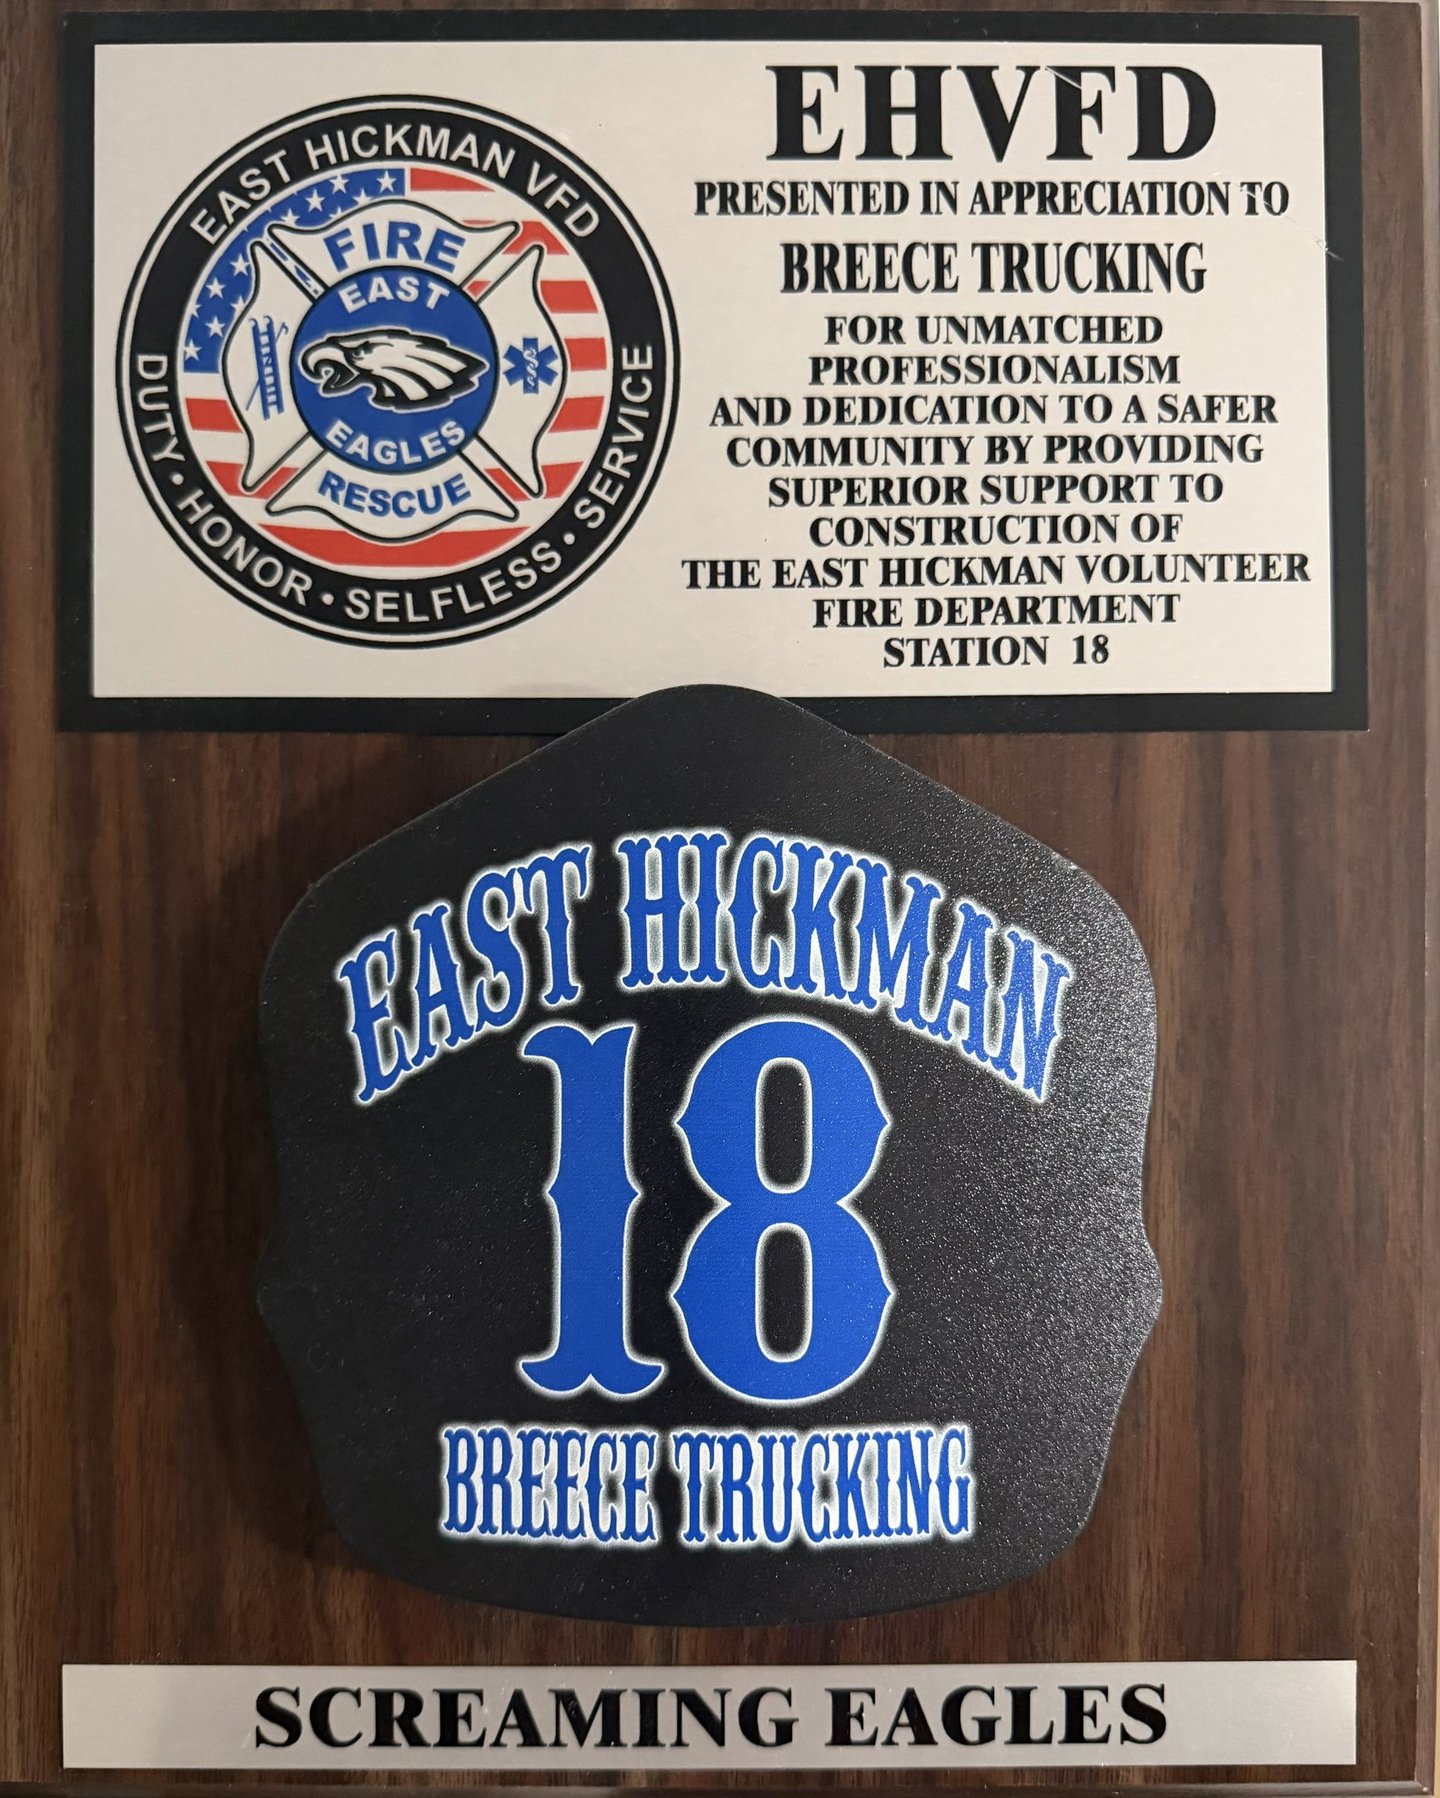 EAST HICKMAN VFD
FIRE
EAST
EAGLES
RESCUE
DUTY • HONOR • SELFLESS • SERVICE
EHVFD
PRESENTED IN APPRECIATION TO
BREECE TRUCKING
FOR UNMATCHED
PROFESSIONALISM
AND DEDICATION TO A SAFER
COMMUNITY BY PROVIDING
SUPERIOR SUPPORT TO
CONSTRUCTION OF
THE EAST HICKMAN VOLUNTEER
FIRE DEPARTMENT
STATION 18
EAST HICKMAN
18
BREECE TRUCKING
SCREAMING EAGLES